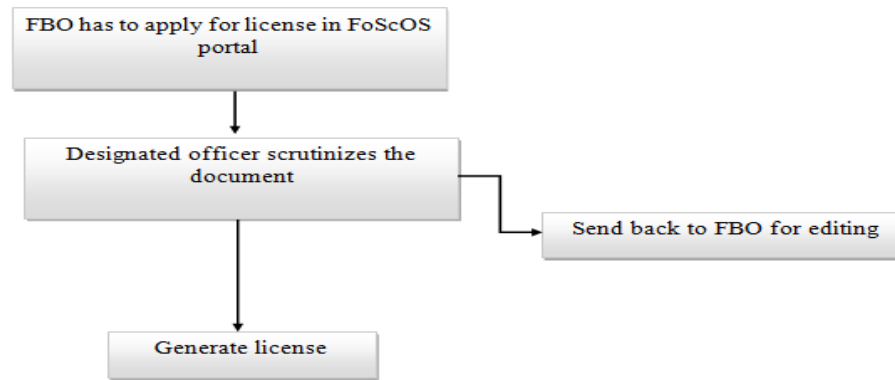 FBO has to apply for license in FoScOS
portal
Designated officer scrutinizes the
document
Send back to FBO for editing
Generate license